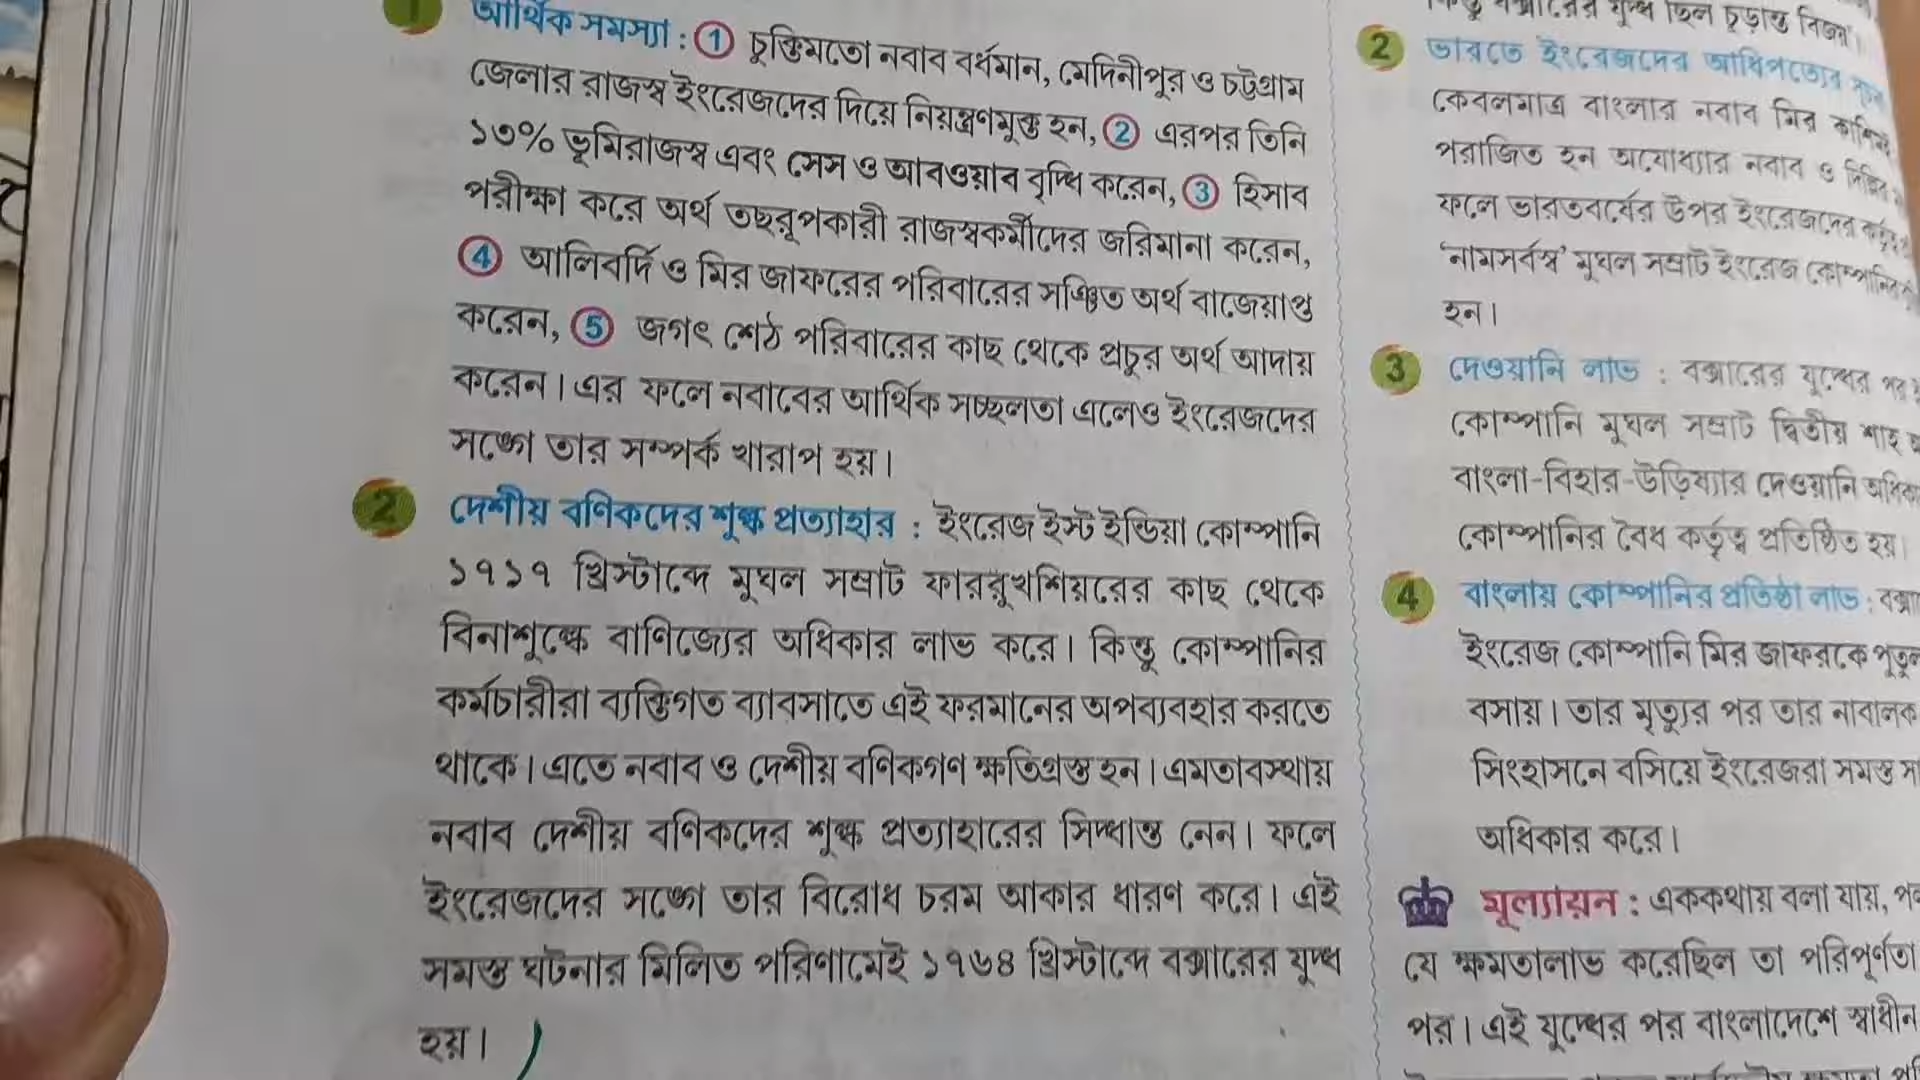 1 আর্থিক সমস্যা : ① চুক্তিমতো নবাব বর্ধমান, মেদিনীপুর ও চট্টগ্রাম
জেলার রাজস্ব ইংরেজদের দিয়ে নিয়ন্ত্রণমুক্ত হন, ② এরপর তিনি
১৩% ভূমিরাজস্ব এবং সেস ও আবওয়াব বৃদ্ধি করেন, ③ হিসাব
পরীক্ষা করে অর্থ তছরূপকারী রাজস্বকর্মীদের জরিমানা করেন,
④ আলিবর্দি ও মির জাফরের পরিবারের সঞ্চিত অর্থ বাজেয়াপ্ত
করেন, ⑤ জগৎ শেঠ পরিবারের কাছ থেকে প্রচুর অর্থ আদায়
করেন। এর ফলে নবাবের আর্থিক সচ্ছলতা এলেও ইংরেজদের
সঙ্গে তার সম্পর্ক খারাপ হয়।
2 দেশীয় বণিকদের শুল্ক প্রত্যাহার : ইংরেজ ইস্ট ইন্ডিয়া কোম্পানি
১৭১৭ খ্রিস্টাব্দে মুঘল সম্রাট ফাররুখশিয়রের কাছ থেকে
বিনাশুল্কে বাণিজ্যের অধিকার লাভ করে। কিন্তু কোম্পানির
কর্মচারীরা ব্যক্তিগত ব্যাবসাতে এই ফরমানের অপব্যবহার করতে
থাকে। এতে নবাব ও দেশীয় বণিকগণ ক্ষতিগ্রস্ত হন। এমতাবস্থায়
নবাব দেশীয় বণিকদের শুল্ক প্রত্যাহারের সিদ্ধান্ত নেন। ফলে
ইংরেজদের সঙ্গে তার বিরোধ চরম আকার ধারণ করে। এই
সমস্ত ঘটনার মিলিত পরিণামেই ১৭৬৪ খ্রিস্টাব্দে বক্সারের যুদ্ধ
হয়।
যুদ্ধ ছিল চূড়ান্ত বিজয়।
2 ভারতে ইংরেজদের আধিপত্যের
কেবলমাত্র বাংলার নবাব মির
পরাজিত হন অযোধ্যার নবাব ও দিল্লির
ফলে ভারতবর্ষের উপর ইংরেজদের
'নামসর্বস্ব' মুঘল সম্রাট ইংরেজ কোম্পানির
হন।
3 দেওয়ানি লাভ : বক্সারের যুদ্ধের পর
কোম্পানি মুঘল সম্রাট দ্বিতীয় শাহ
বাংলা-বিহার-উড়িষ্যার দেওয়ানি
কোম্পানির বৈধ কর্তৃত্ব প্রতিষ্ঠিত হয়।
4 বাংলায় কোম্পানির প্রতিষ্ঠা লাভ :
ইংরেজ কোম্পানি মির জাফরকে
বসায়। তার মৃত্যুর পর তার নাবালক
সিংহাসনে বসিয়ে ইংরেজরা সমস্ত
অধিকার করে।
মূল্যায়ন : এককথায় বলা যায়,
যে ক্ষমতালাভ করেছিল তা পরিপূর্ণতা
পর। এই যুদ্ধের পর বাংলাদেশে স্বাধীন